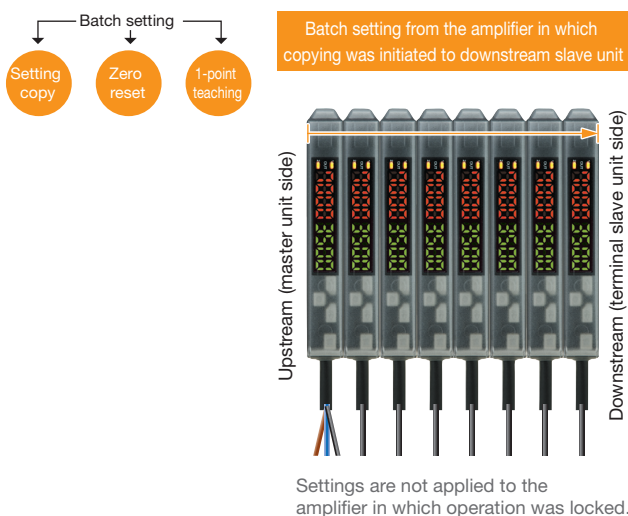 Batch setting
Setting
copy
Zero
reset
1-point
teaching
Batch setting from the amplifier in which
copying was initiated to downstream slave unit
Upstream (master unit side)
Downstream (terminal slave unit side)
Settings are not applied to the
amplifier in which operation was locked.